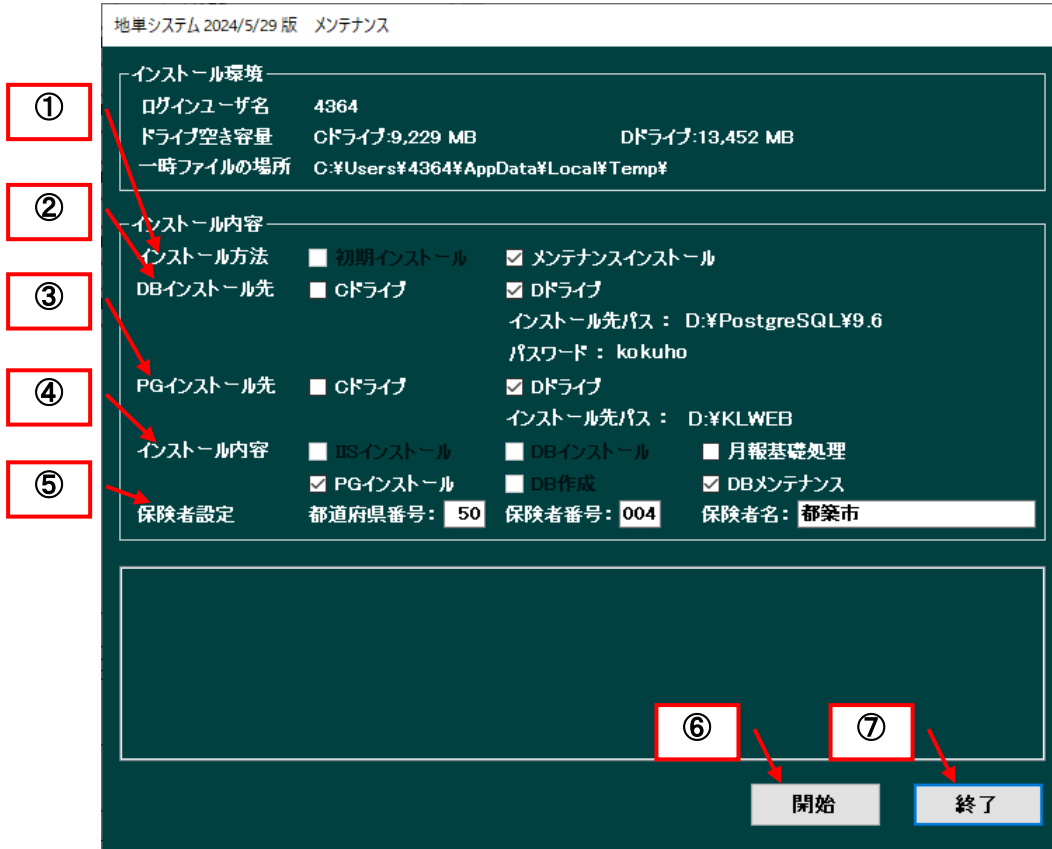 地単システム 2024/5/29 版 メンテナンス
インストール環境
① ログインユーザ名 4364
ドライブ空き容量 Cドライブ:9,229 MB Dドライブ:13,452 MB
一時ファイルの場所 C:¥Users¥4364¥AppData¥Local¥Temp¥
② インストール内容
インストール方法 初期インストール メンテナンスインストール
③ DBインストール先 Cドライブ Dドライブ
インストール先パス: D:¥PostgreSQL¥9.6
パスワード: kokuho
④ PGインストール先 Cドライブ Dドライブ
インストール先パス: D:¥KLWEB
インストール内容 IISインストール DBインストール 月報基礎処理
⑤ PGインストール DB作成 DBメンテナンス
保険者設定 都道府県番号: 50 保険者番号: 004 保険者名: 都築市
⑥ ⑦
開始 終了